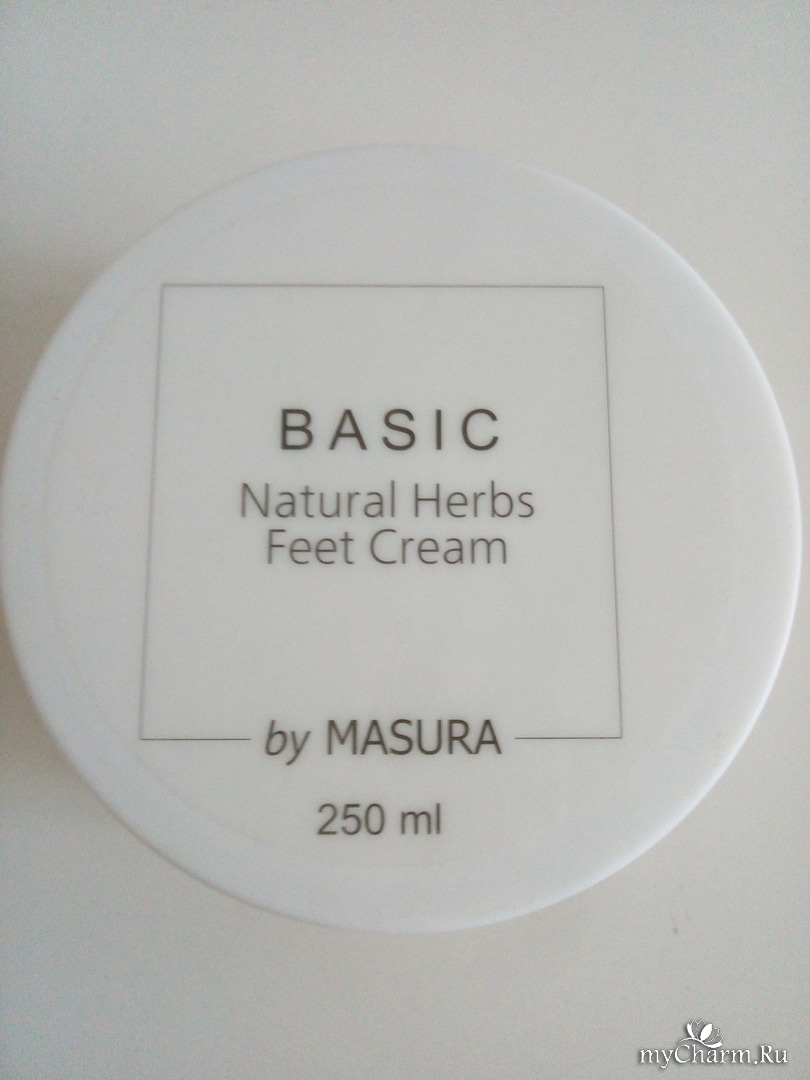 BASIC
Natural Herbs
Feet Cream
by MASURA
250 ml
myCharm.Ru